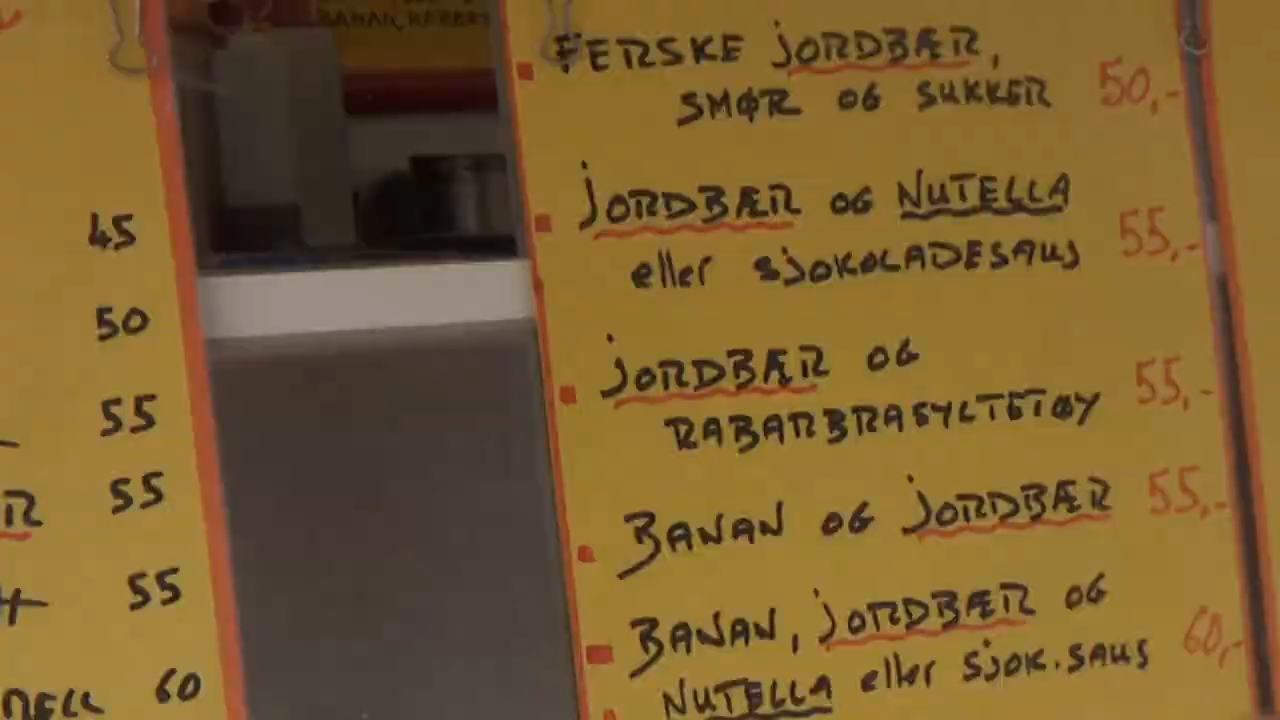 45
50
55
R 55
55
60
BANAN,
FERSKE JORDBÆR,
SMØR OG SUKKER 50,-
JORDBÆR OG NUTELLA
eller SJOKOLADESAUS 55,-
JORDBÆR OG
RABARBRASYLTETØY 55,-
BANAN OG JORDBÆR 55,-
BANAN, JORDBÆR OG
NUTELLA eller SJOK.SAUS 60,-